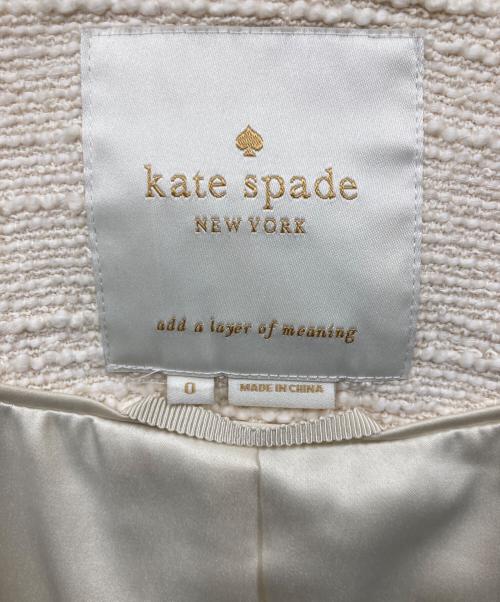 kate spade
NEW YORK
add a layer of meaning
0 MADE IN CHINA